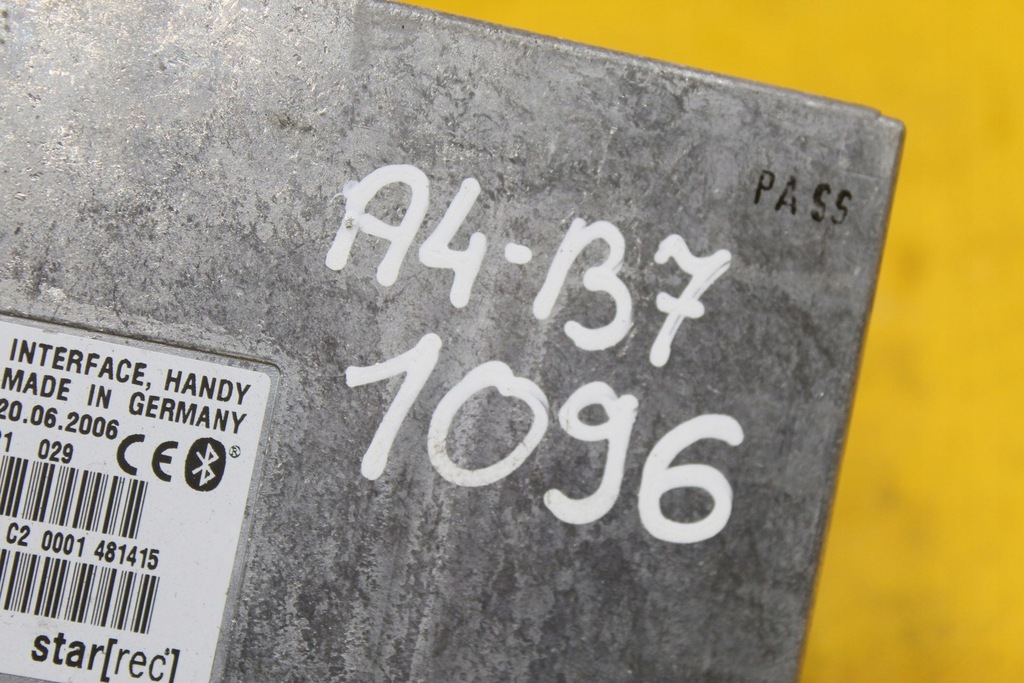 PASS
A4-B7
1096
INTERFACE, HANDY
MADE IN GERMANY
20.06.2006
029
CE
C2 0001 481415
star[rec]